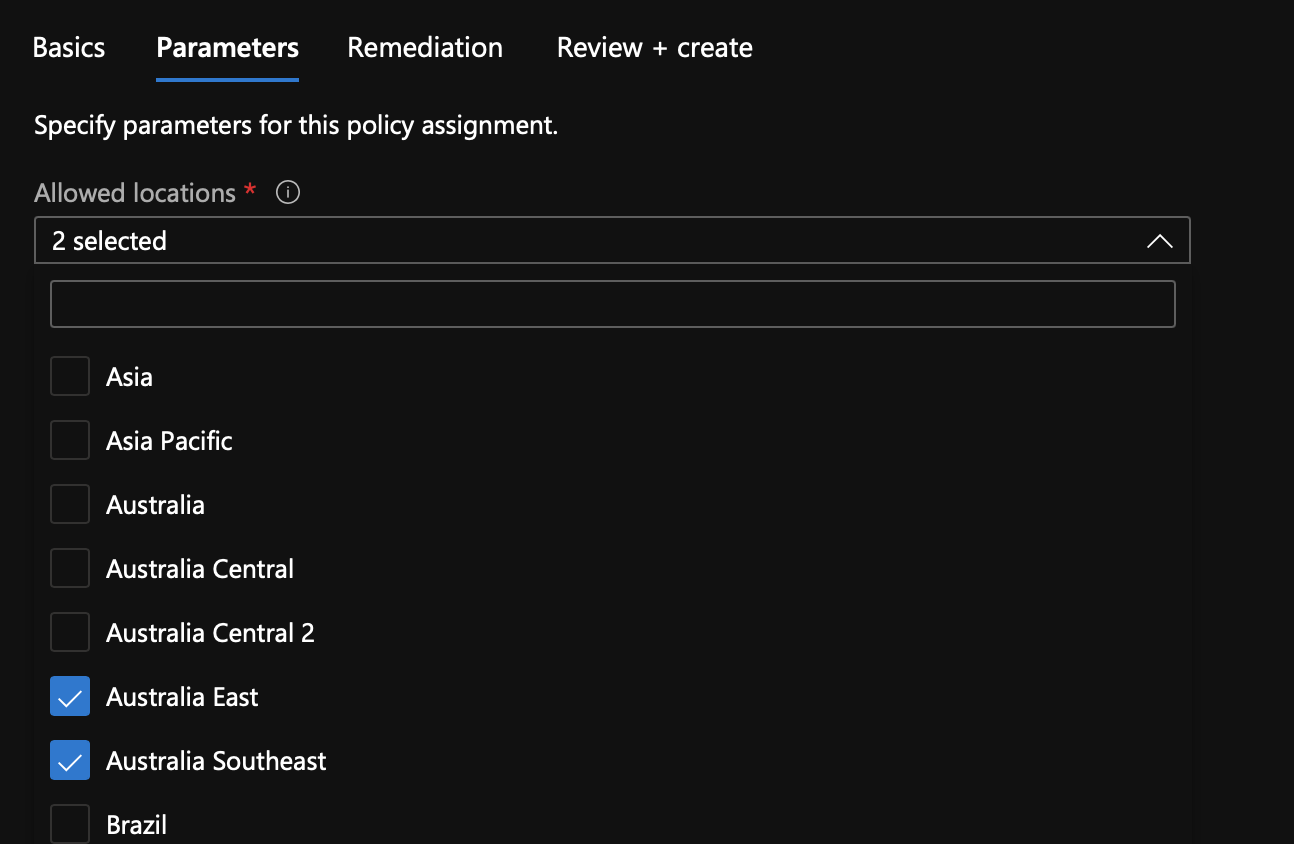 Basics Parameters Remediation Review + create
Specify parameters for this policy assignment.
Allowed locations *
2 selected
Asia
Asia Pacific
Australia
Australia Central
Australia Central 2
Australia East
Australia Southeast
Brazil